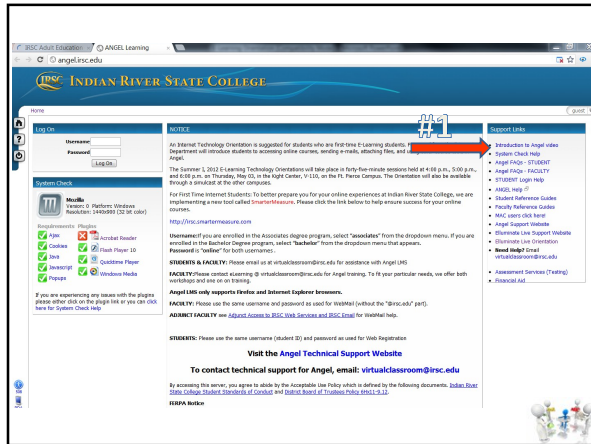 IRSC Adult Education
ANGEL Learning
angel.irsc.edu
IRSC INDIAN RIVER STATE COLLEGE
Home
guest
Log On
Username
Password
Log On
System Check
Mozilla
Version: 0 Platform: Windows
Resolution: 1440x900 (32 bit color)
Requirements Plugins
Ajax
Acrobat Reader
Cookies
Flash Player 10
Java
Quicktime Player
Javascript
Windows Media
Popups
If you are experiencing any issues with the plugins
please either click on the plugin link or you can click
here for System Check Help
NOTICE
An Internet Technology Orientation is suggested for students who are first-time E-Learning students.
Department will introduce students to accessing online courses, sending e-mails, attaching files, and
Angel.
The Summer I, 2012 E-Learning Technology Orientations will take place in forty-five-minute sessions held at 4:00 p.m., 5:00 p.m.,
and 6:00 p.m. on Thursday, May 03, in the Knight Center, V-110, on the Ft. Pierce Campus. The Orientation will also be available
through a simulcast at the other campuses.
For First Time Internet Students: To better prepare you for your online experiences at Indian River State College, we are
implementing a new tool called SmarterMeasure. Please click the link below to help ensure success for your online
courses.
http://irsc.smartermeasure.com
Username:If you are enrolled in the Associates degree program, select "associates" from the dropdown menu. If you are
enrolled in the Bachelor Degree program, select "bachelor" from the dropdown menu that appears.
Password is "online" for both usernames.
STUDENTS & FACULTY: Please email us at virtualclassroom@irsc.edu for assistance with Angel LMS
FACULTY:Please contact eLearning @ virtualclassroom@irsc.edu for Angel training. To fit your particular needs, we offer both
workshops and one on on training.
Angel LMS only supports Firefox and Internet Explorer browsers.
FACULTY: Please use the same username and password as used for WebMail (without the "@irsc.edu" part).
ADJUNCT FACULTY see Adjunct Access to IRSC Web Services and IRSC Email for WebMail help.
STUDENTS: Please use the same username (student ID) and password as used for Web Registration
Visit the Angel Technical Support Website
To contact technical support for Angel, email: virtualclassroom@irsc.edu
By accessing this server, you agree to abide by the Acceptable Use Policy which is defined by the following documents. Indian River
State College Student Standards of Conduct and District Board of Trustees Policy 6Hx11-9.12.
FERPA Notice
#1
Support Links
Introduction to Angel video
System Check Help
Angel FAQs - STUDENT
Angel FAQs - FACULTY
STUDENT Login Help
ANGEL Help
Student Reference Guides
Faculty Reference Guides
MAC users click here!
Angel Support Website
Elluminate Live Support Website
Elluminate Live Orientation
Need Help? Email
virtualclassroom@irsc.edu
Assessment Services (Testing)
Financial Aid